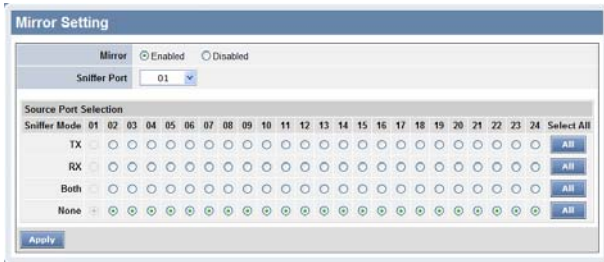 Mirror Setting
Mirror Enabled Disabled
Sniffer Port 01
Source Port Selection
Sniffer Mode 01 02 03 04 05 06 07 08 09 10 11 12 13 14 15 16 17 18 19 20 21 22 23 24 Select All
TX All
RX All
Both All
None All
Apply